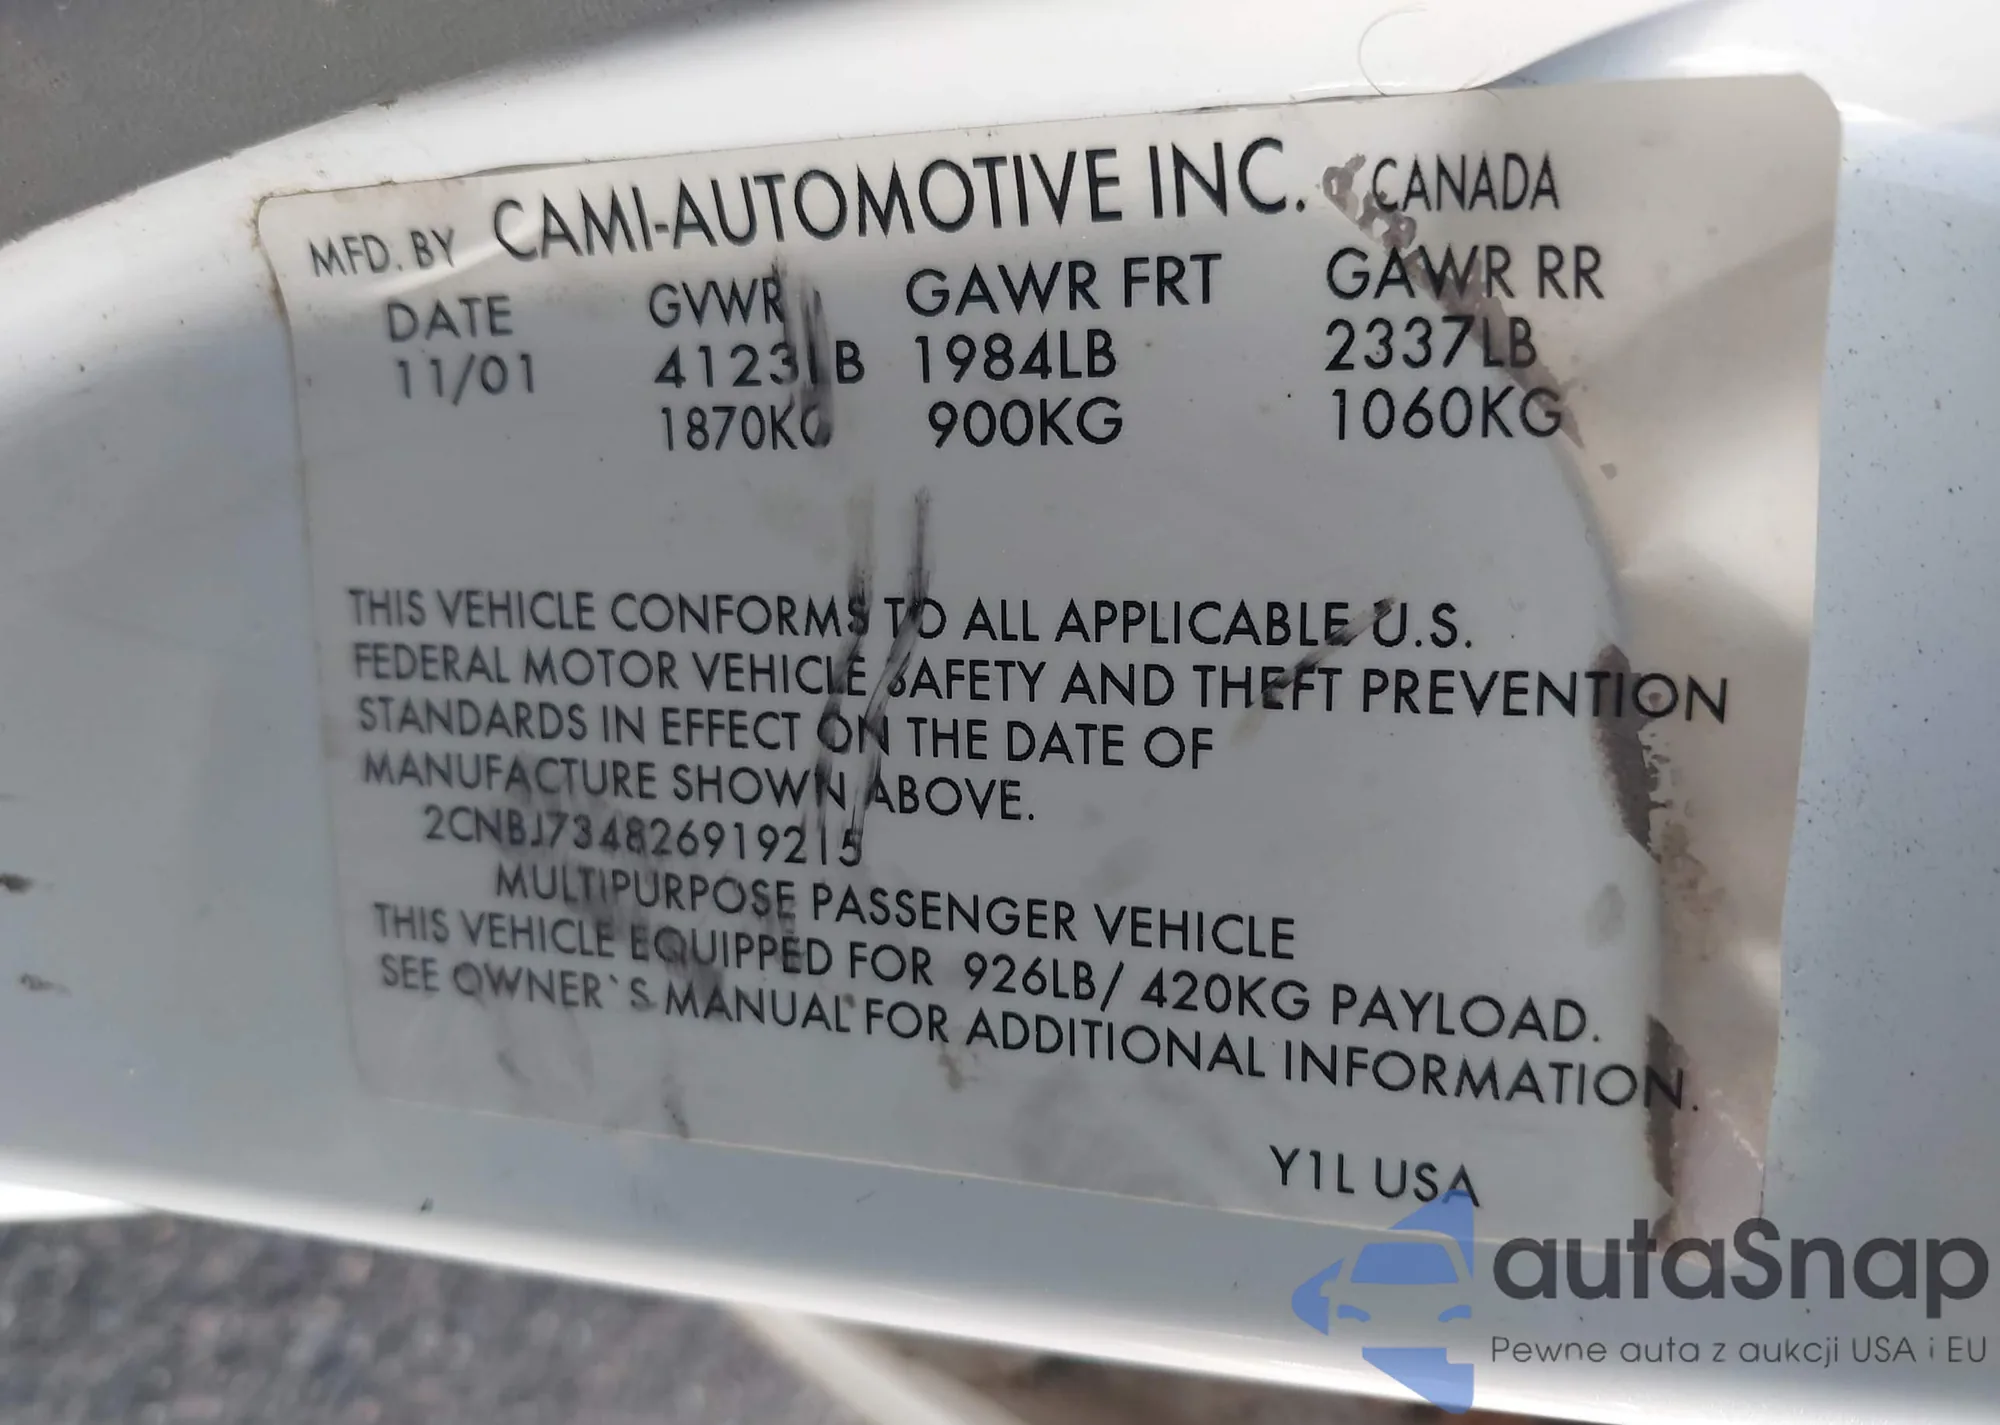 MFD. BY CAMI-AUTOMOTIVE INC. CANADA
DATE GVWR GAWR FRT GAWR RR
11/01 4123LB 1984LB 2337LB
1870KG 900KG 1060KG
THIS VEHICLE CONFORMS TO ALL APPLICABLE U.S.
FEDERAL MOTOR VEHICLE SAFETY AND THEFT PREVENTION
STANDARDS IN EFFECT ON THE DATE OF
MANUFACTURE SHOWN ABOVE.
2CNBJ734826919215
MULTIPURPOSE PASSENGER VEHICLE
THIS VEHICLE EQUIPPED FOR 926LB/ 420KG PAYLOAD.
SEE OWNER`S MANUAL FOR ADDITIONAL INFORMATION.
Y1L USA
autaSnap
Pewne auta z aukcji USA i EU